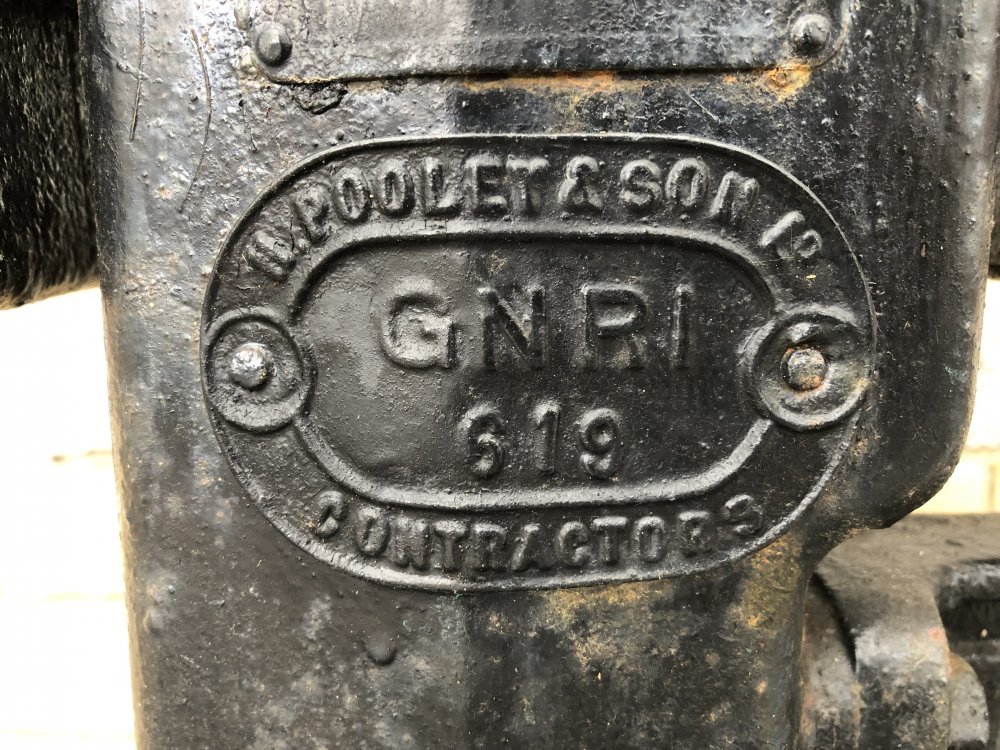 H. POOLEY & SON LD
GNRI
619
CONTRACTORS